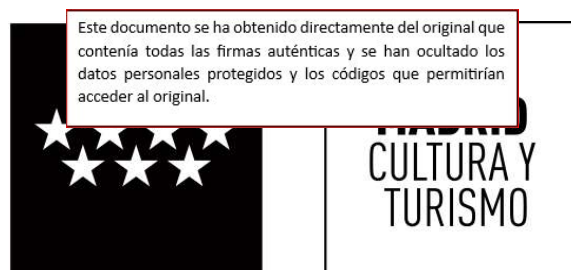 Este documento se ha obtenido directamente del original que
contenía todas las firmas auténticas y se han ocultado los
datos personales protegidos y los códigos que permitirían
acceder al original.
MADRID
CULTURA Y
TURISMO